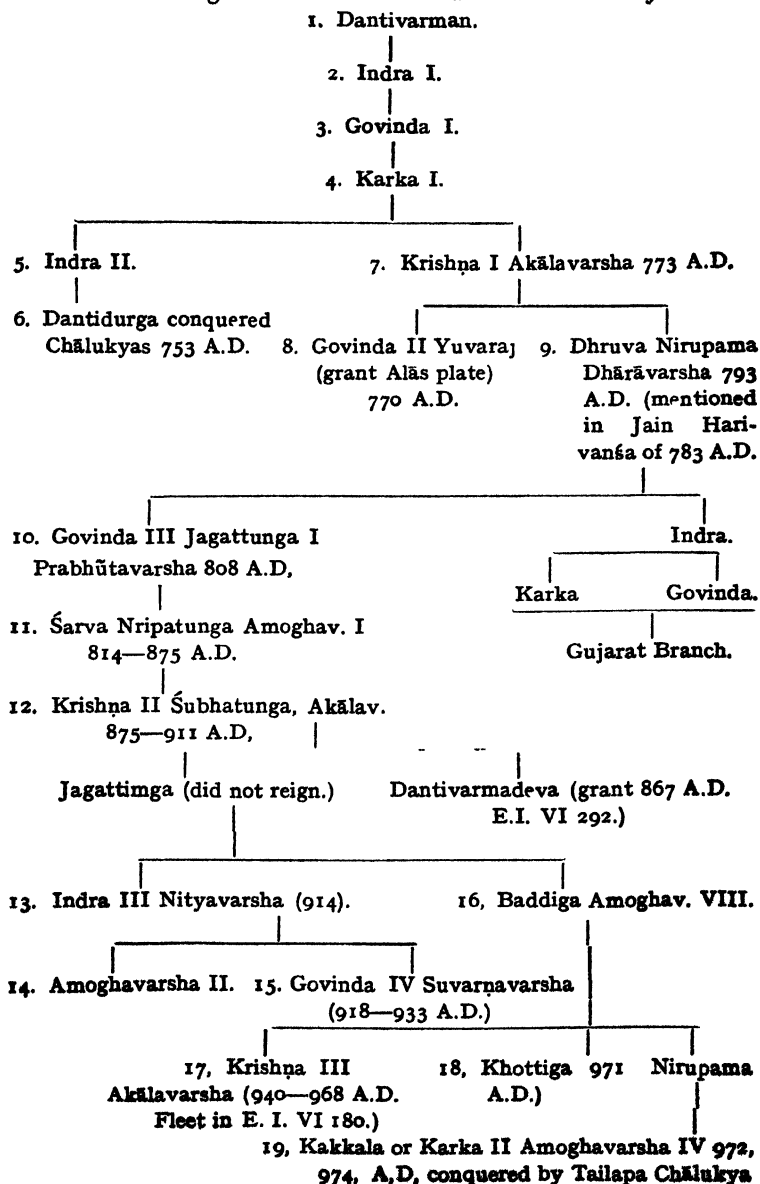 1. Dantivarman.
2. Indra I.
3. Govinda I.
4. Karka I.
5. Indra II.
7. Krishṇa I Akālavarsha 773 A.D.
6. Dantidurga conquered
Chālukyas 753 A.D.
8. Govinda II Yuvaraj
(grant Alās plate)
770 A.D.
9. Dhruva Nirupama
Dhārāvarsha 793
A.D. (mentioned
in Jain Hari-
vanśa of 783 A.D.
10. Govinda III Jagattunga I
Prabhūtavarsha 808 A.D,
Indra.
Karka Govinda.
Gujarat Branch.
11. Śarva Nripatunga Amoghav. I
814—875 A.D.
12. Krishṇa II Śubhatunga, Akālav.
875—911 A.D,
Jagattimga (did not reign.)
Dantivarmadeva (grant 867 A.D.
E.I. VI 292.)
13. Indra III Nityavarsha (914).
16, Baddiga Amoghav. VIII.
14. Amoghavarsha II.
15. Govinda IV Suvarṇavarsha
(918—933 A.D.)
17, Krishṇa III
Akālavarsha (940—968 A.D.
Fleet in E. I. VI 180.)
18, Khottiga 971
A.D.)
Nirupama
19, Kakkala or Karka II Amoghavarsha IV 972,
974, A,D, conquered by Tailapa Chālukya